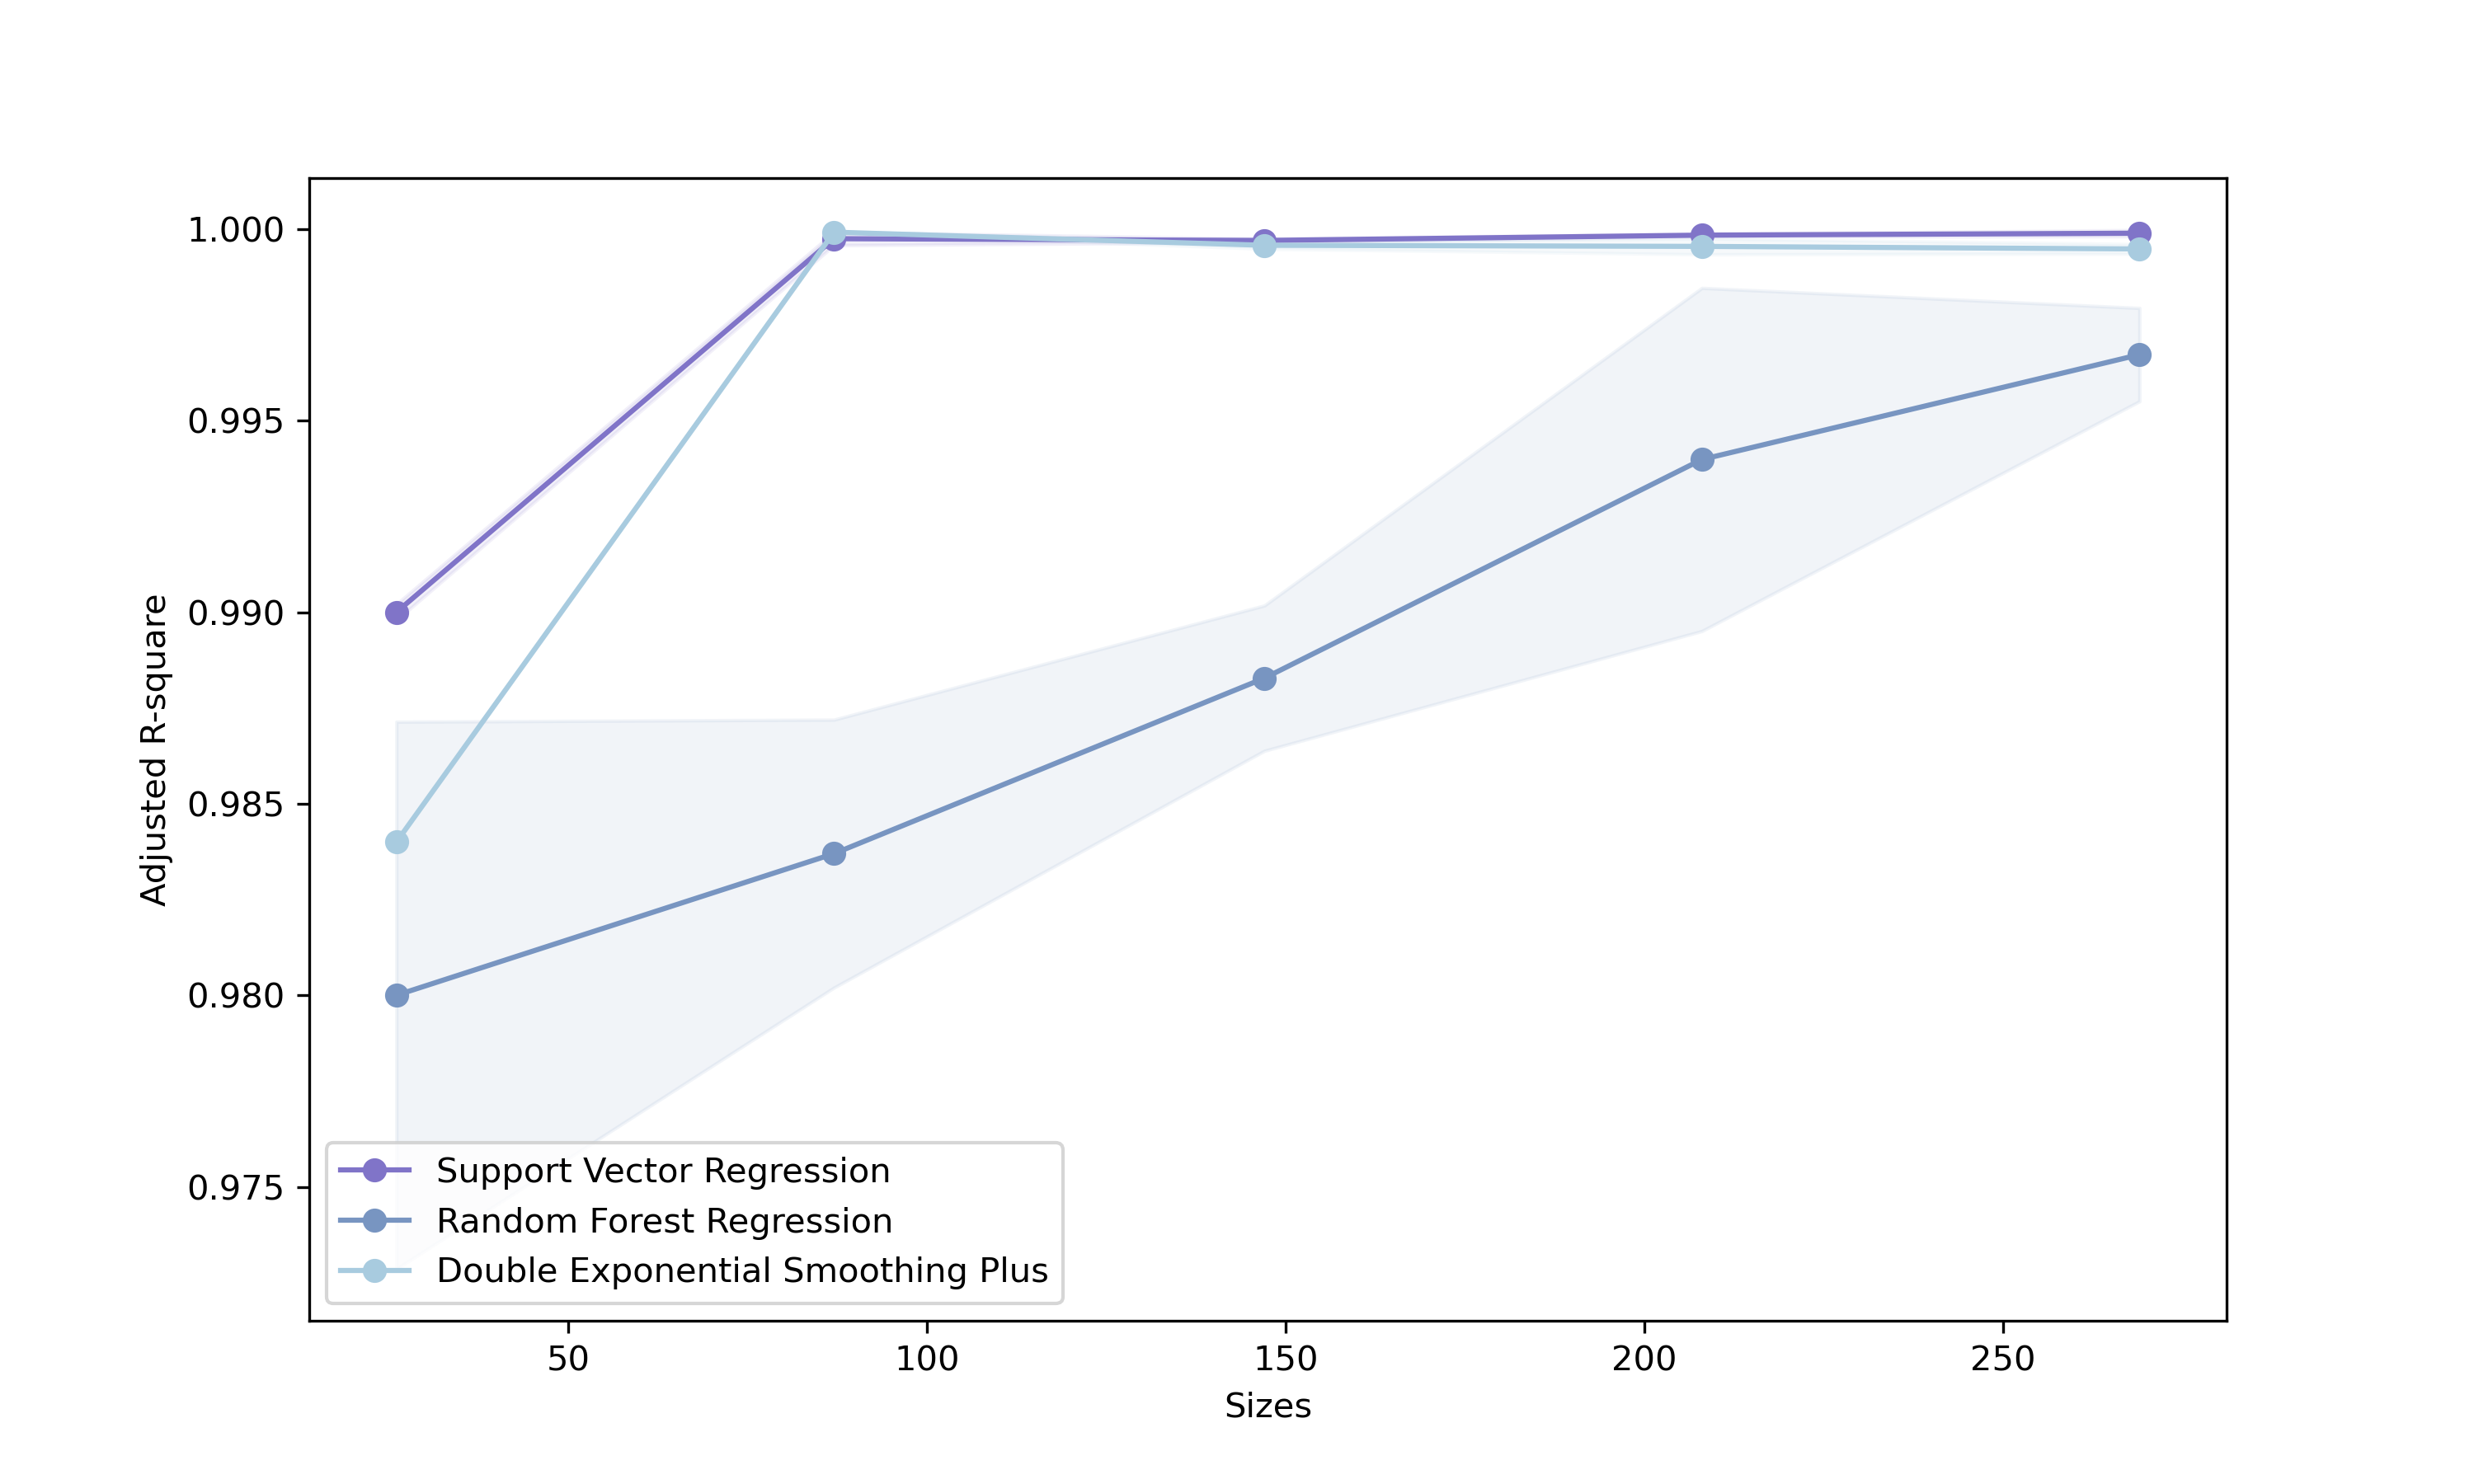 1.000
0.995
0.990
0.985
0.980
0.975
Adjusted R-square
Support Vector Regression
Random Forest Regression
Double Exponential Smoothing Plus
50 100 150 200 250
Sizes